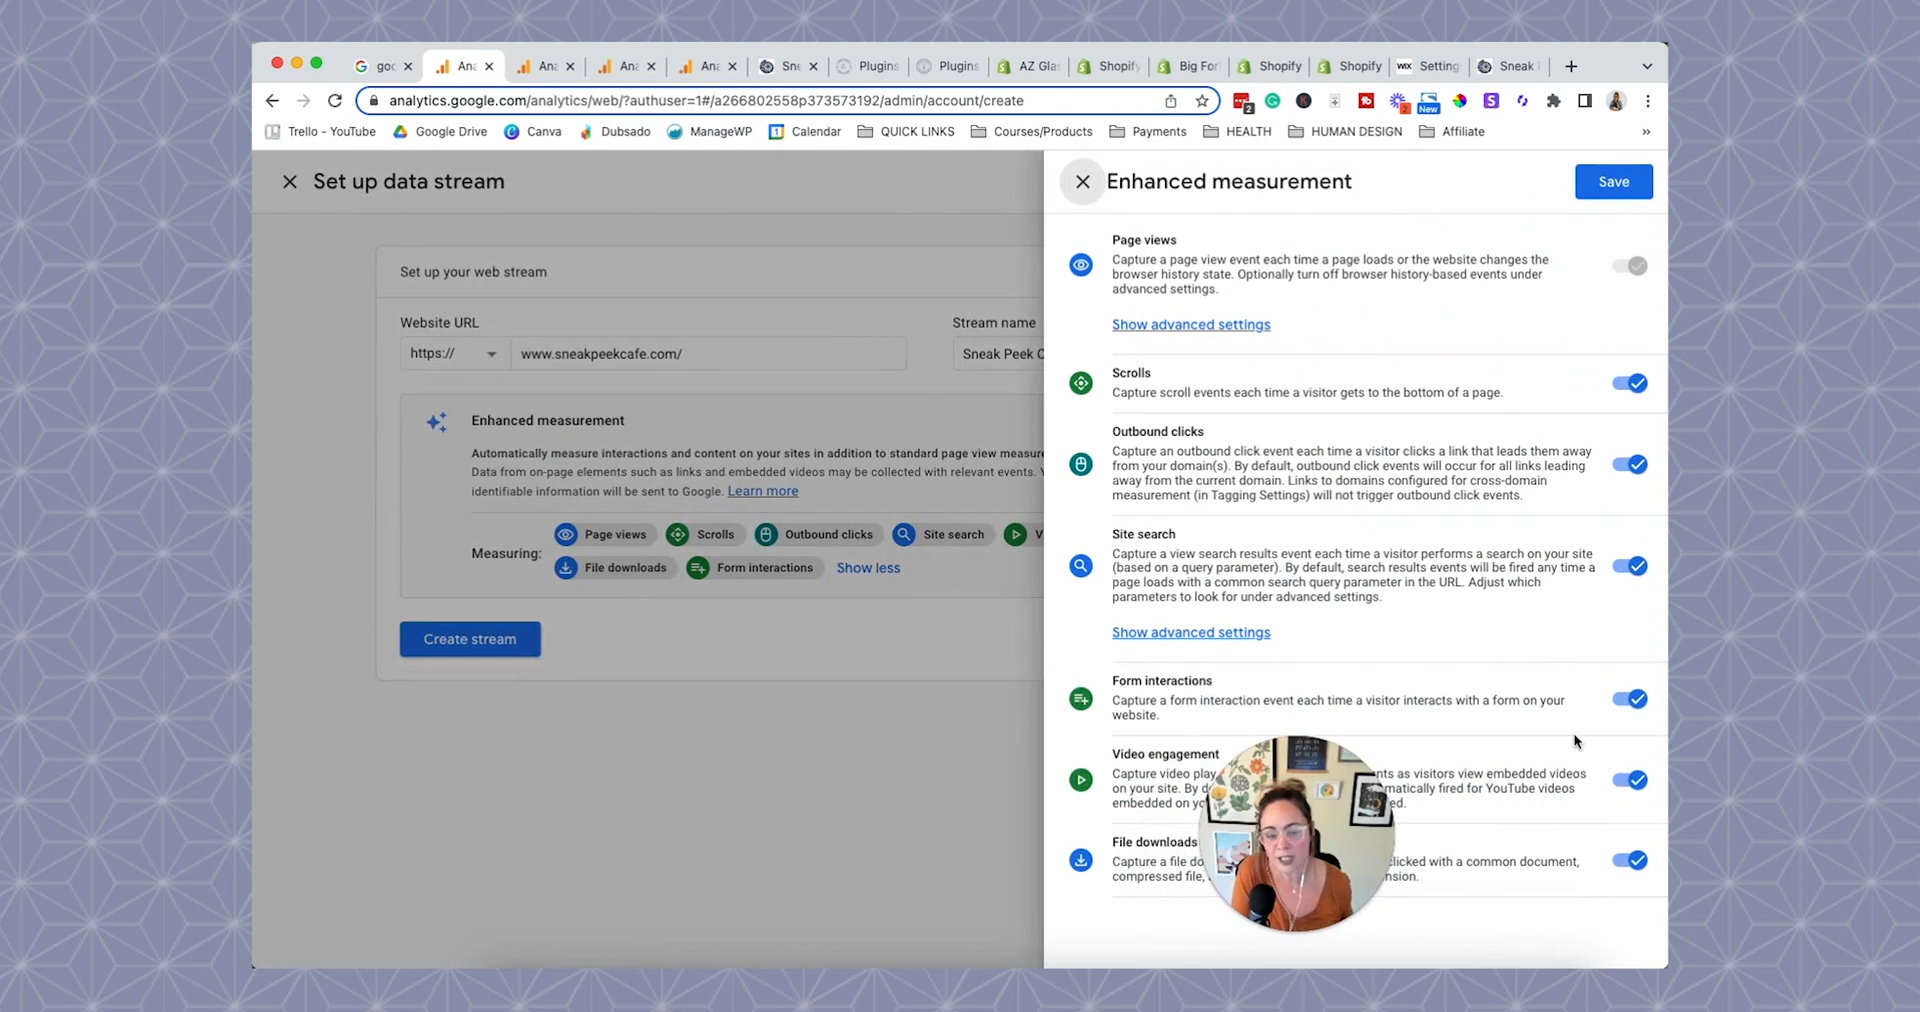 goc
Ana
Ana
Ana
Ana
Sne
Plugins
Plugins
AZ Gla
Shopify
Big For
Shopify
Shopify
WIX Setting
Sneak
analytics.google.com/analytics/web/?authuser=1#/a266802558p373573192/admin/account/create
2
2
New
Trello - YouTube
Google Drive
Canva
Dubsado
ManageWP
Calendar
QUICK LINKS
Courses/Products
Payments
HEALTH
HUMAN DESIGN
Affiliate
Set up data stream
Set up your web stream
Website URL
Stream name
https://
www.sneakpeekcafe.com/
Sneak Peek C
Enhanced measurement
Automatically measure interactions and content on your sites in addition to standard page view measure
Data from on-page elements such as links and embedded videos may be collected with relevant events. Y
identifiable information will be sent to Google. Learn more
Measuring:
Page views
Scrolls
Outbound clicks
Site search
V
File downloads
Form interactions
Show less
Create stream
Enhanced measurement
Save
Page views
Capture a page view event each time a page loads or the website changes the
browser history state. Optionally turn off browser history-based events under
advanced settings.
Show advanced settings
Scrolls
Capture scroll events each time a visitor gets to the bottom of a page.
Outbound clicks
Capture an outbound click event each time a visitor clicks a link that leads them away
from your domain(s). By default, outbound click events will occur for all links leading
away from the current domain. Links to domains configured for cross-domain
measurement (in Tagging Settings) will not trigger outbound click events.
Site search
Capture a view search results event each time a visitor performs a search on your site
(based on a query parameter). By default, search results events will be fired any time a
page loads with a common search query parameter in the URL. Adjust which
parameters to look for under advanced settings.
Show advanced settings
Form interactions
Capture a form interaction event each time a visitor interacts with a form on your
website.
Video engagement
Capture video play nts as visitors view embedded videos
on your site. By d matically fired for YouTube videos
embedded on yo ed.
File downloads
Capture a file do clicked with a common document,
compressed file, nsion.